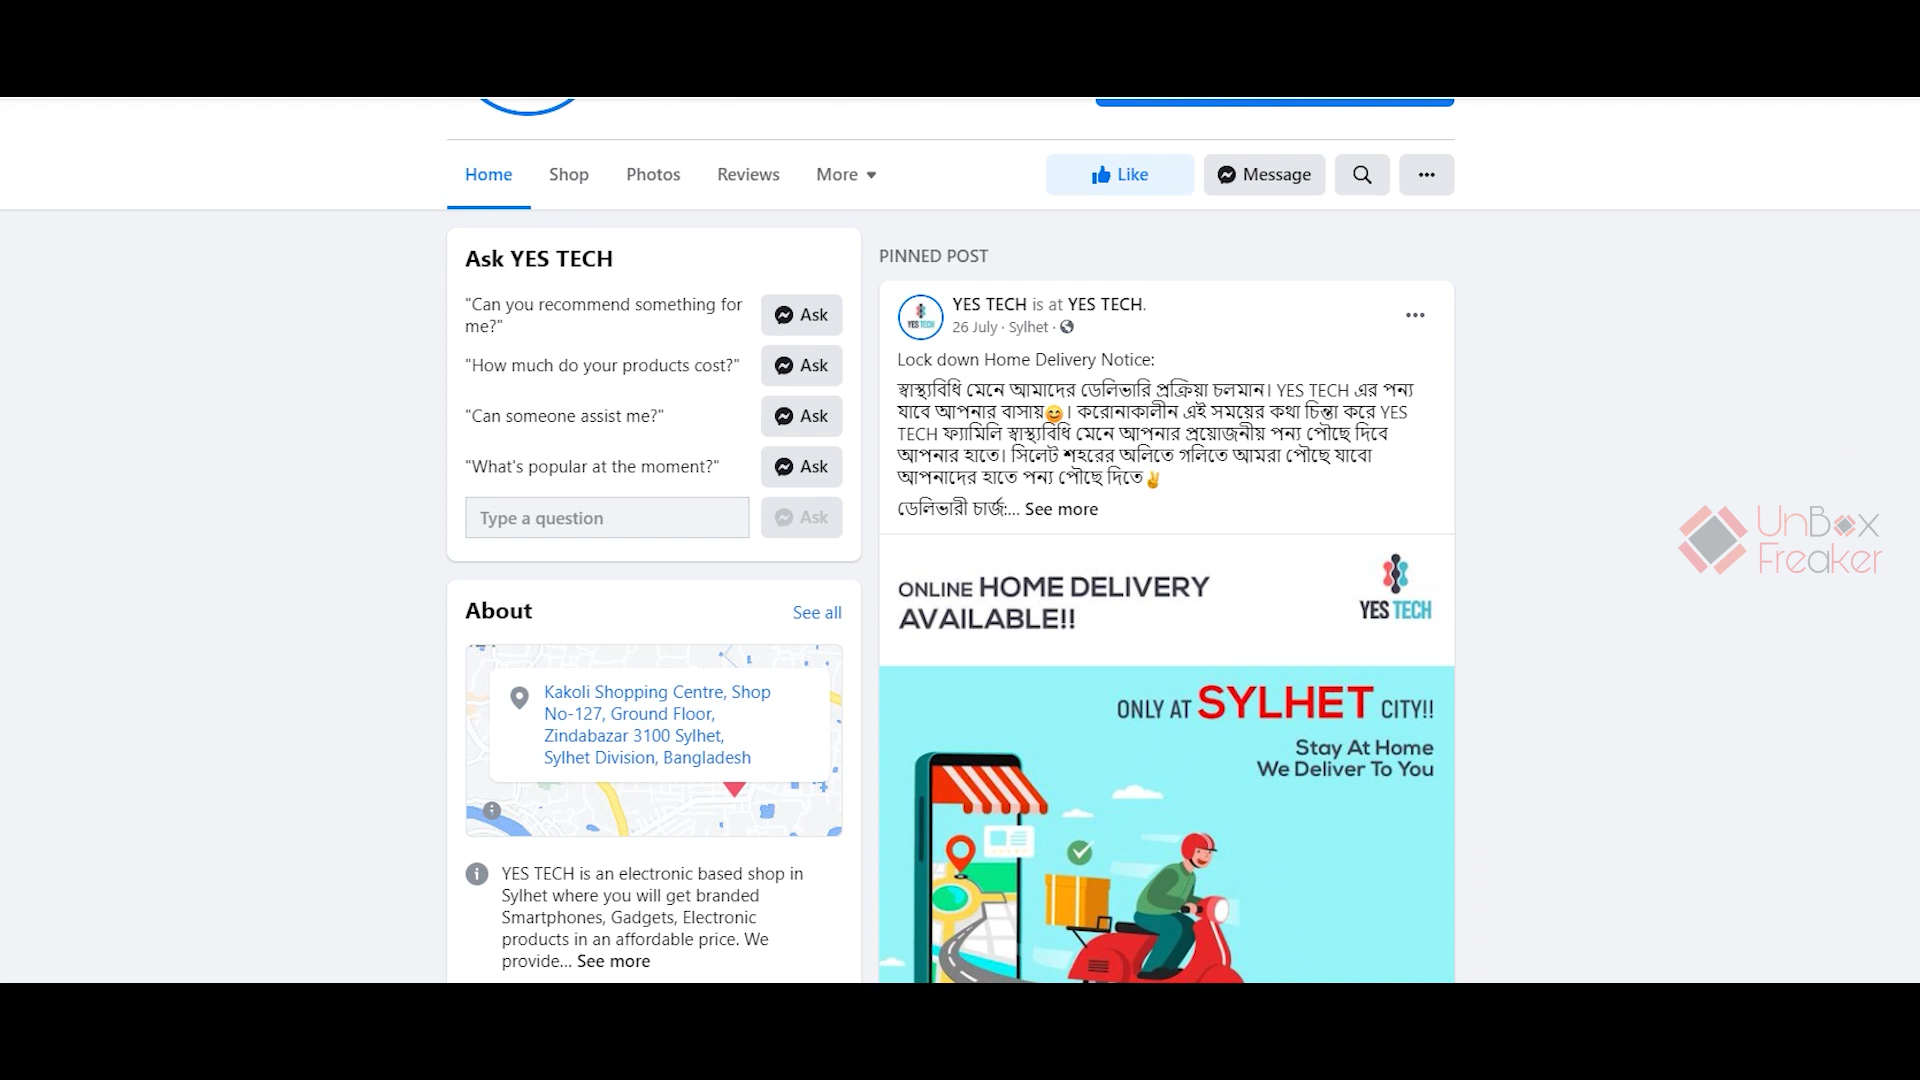 Home
Shop
Photos
Reviews
More
Like
Message
Ask YES TECH
"Can you recommend something for
me?"
Ask
"How much do your products cost?"
Ask
"Can someone assist me?"
Ask
"What's popular at the moment?"
Ask
Type a question
Ask
About
See all
Kakoli Shopping Centre, Shop
No-127, Ground Floor,
Zindabazar 3100 Sylhet,
Sylhet Division, Bangladesh
YES TECH is an electronic based shop in
Sylhet where you will get branded
Smartphones, Gadgets, Electronic
products in an affordable price. We
provide... See more
PINNED POST
YES TECH
YES TECH is at YES TECH.
26 July · Sylhet ·
Lock down Home Delivery Notice:
স্বাস্থ্যবিধি মেনে আমাদের ডেলিভারি প্রক্রিয়া চলমান। YES TECH এর পন্য
যাবে আপনার বাসায়😊। করোনাকালীন এই সময়ের কথা চিন্তা করে YES
TECH ফ্যামিলি স্বাস্থ্যবিধি মেনে আপনার প্রয়োজনীয় পন্য পৌছে দিবে
আপনার হাতে। সিলেট শহরের অলিতে গলিতে আমরা পৌছে যাবো
আপনাদের হাতে পন্য পৌছে দিতে✌
ডেলিভারী চার্জ:... See more
ONLINE HOME DELIVERY
AVAILABLE!!
YES TECH
ONLY AT SYLHET CITY!!
Stay At Home
We Deliver To You
UnBox
Freaker